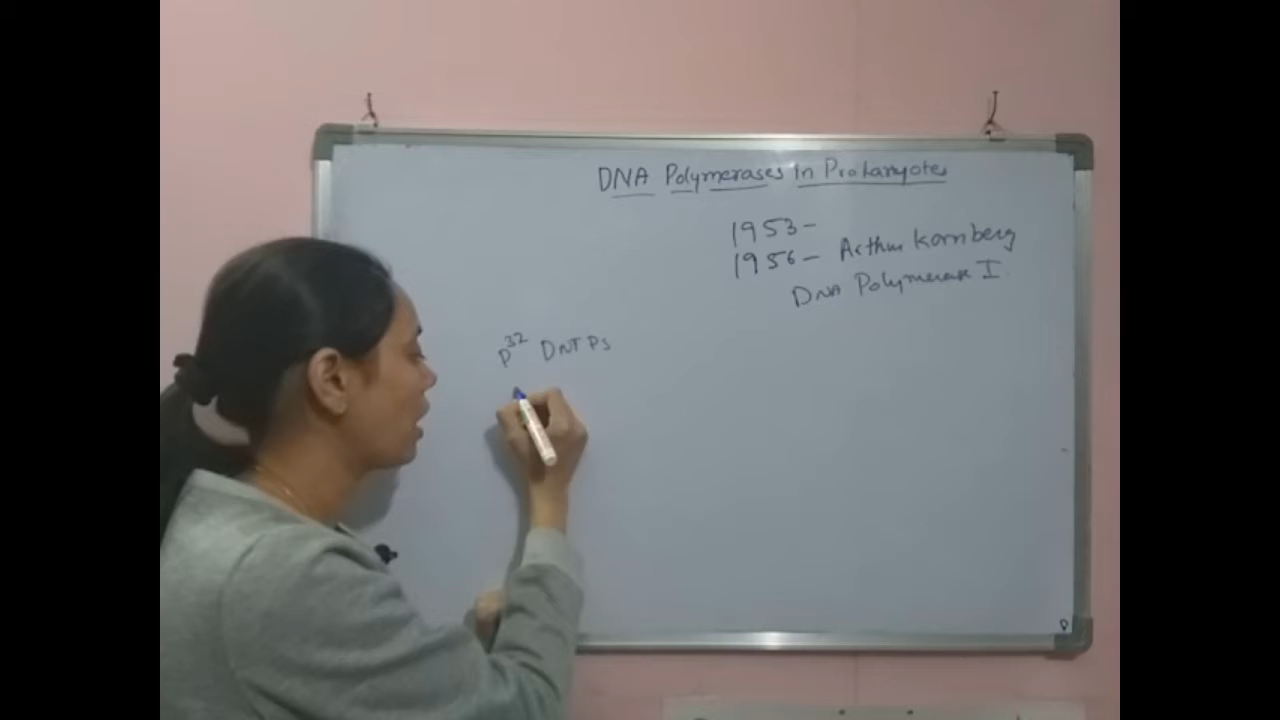 DNA Polymerases In Prokaryotes
1953 -
1956 - Arthur Kornberg
DNA Polymerase I
P32 DNTPs